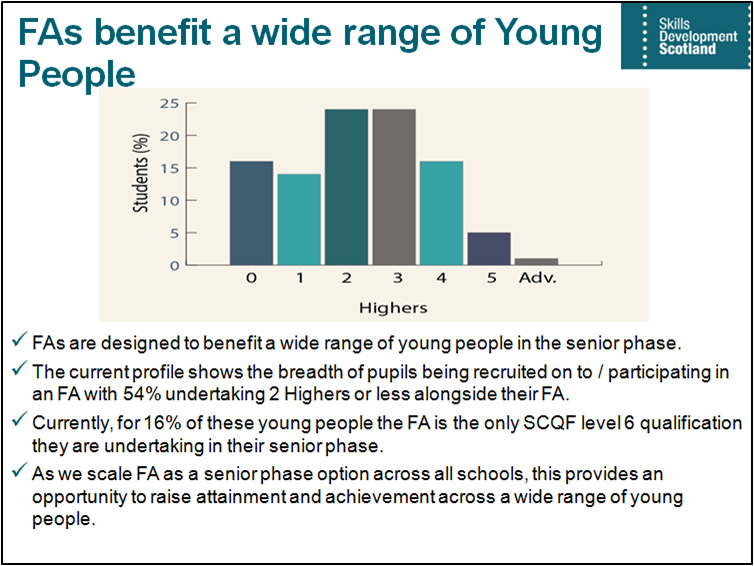 FAs benefit a wide range of Young
People
Skills
Development
Scotland
25
20
15
10
5
0
Students (%)
0 1 2 3 4 5 Adv.
Highers
✓ FAs are designed to benefit a wide range of young people in the senior phase.
✓ The current profile shows the breadth of pupils being recruited on to / participating in
an FA with 54% undertaking 2 Highers or less alongside their FA.
✓ Currently, for 16% of these young people the FA is the only SCQF level 6 qualification
they are undertaking in their senior phase.
✓ As we scale FA as a senior phase option across all schools, this provides an
opportunity to raise attainment and achievement across a wide range of young
people.